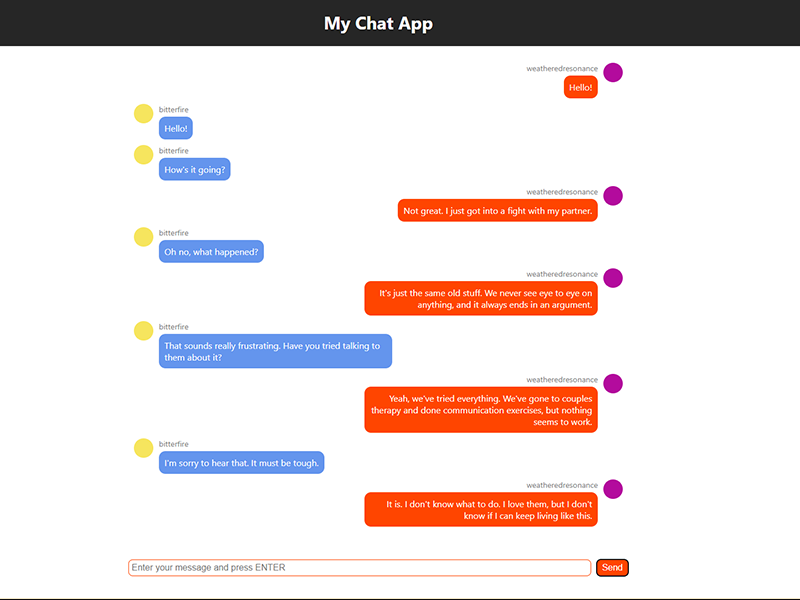 My Chat App
weatheredresonance
Hello!
bitterfire
Hello!
bitterfire
How's it going?
weatheredresonance
Not great. I just got into a fight with my partner.
bitterfire
Oh no, what happened?
weatheredresonance
It's just the same old stuff. We never see eye to eye on
anything, and it always ends in an argument.
bitterfire
That sounds really frustrating. Have you tried talking to
them about it?
weatheredresonance
Yeah, we've tried everything. We've gone to couples
therapy and done communication exercises, but nothing
seems to work.
bitterfire
I'm sorry to hear that. It must be tough.
weatheredresonance
It is. I don't know what to do. I love them, but I don't
know if I can keep living like this.
Enter your message and press ENTER
Send